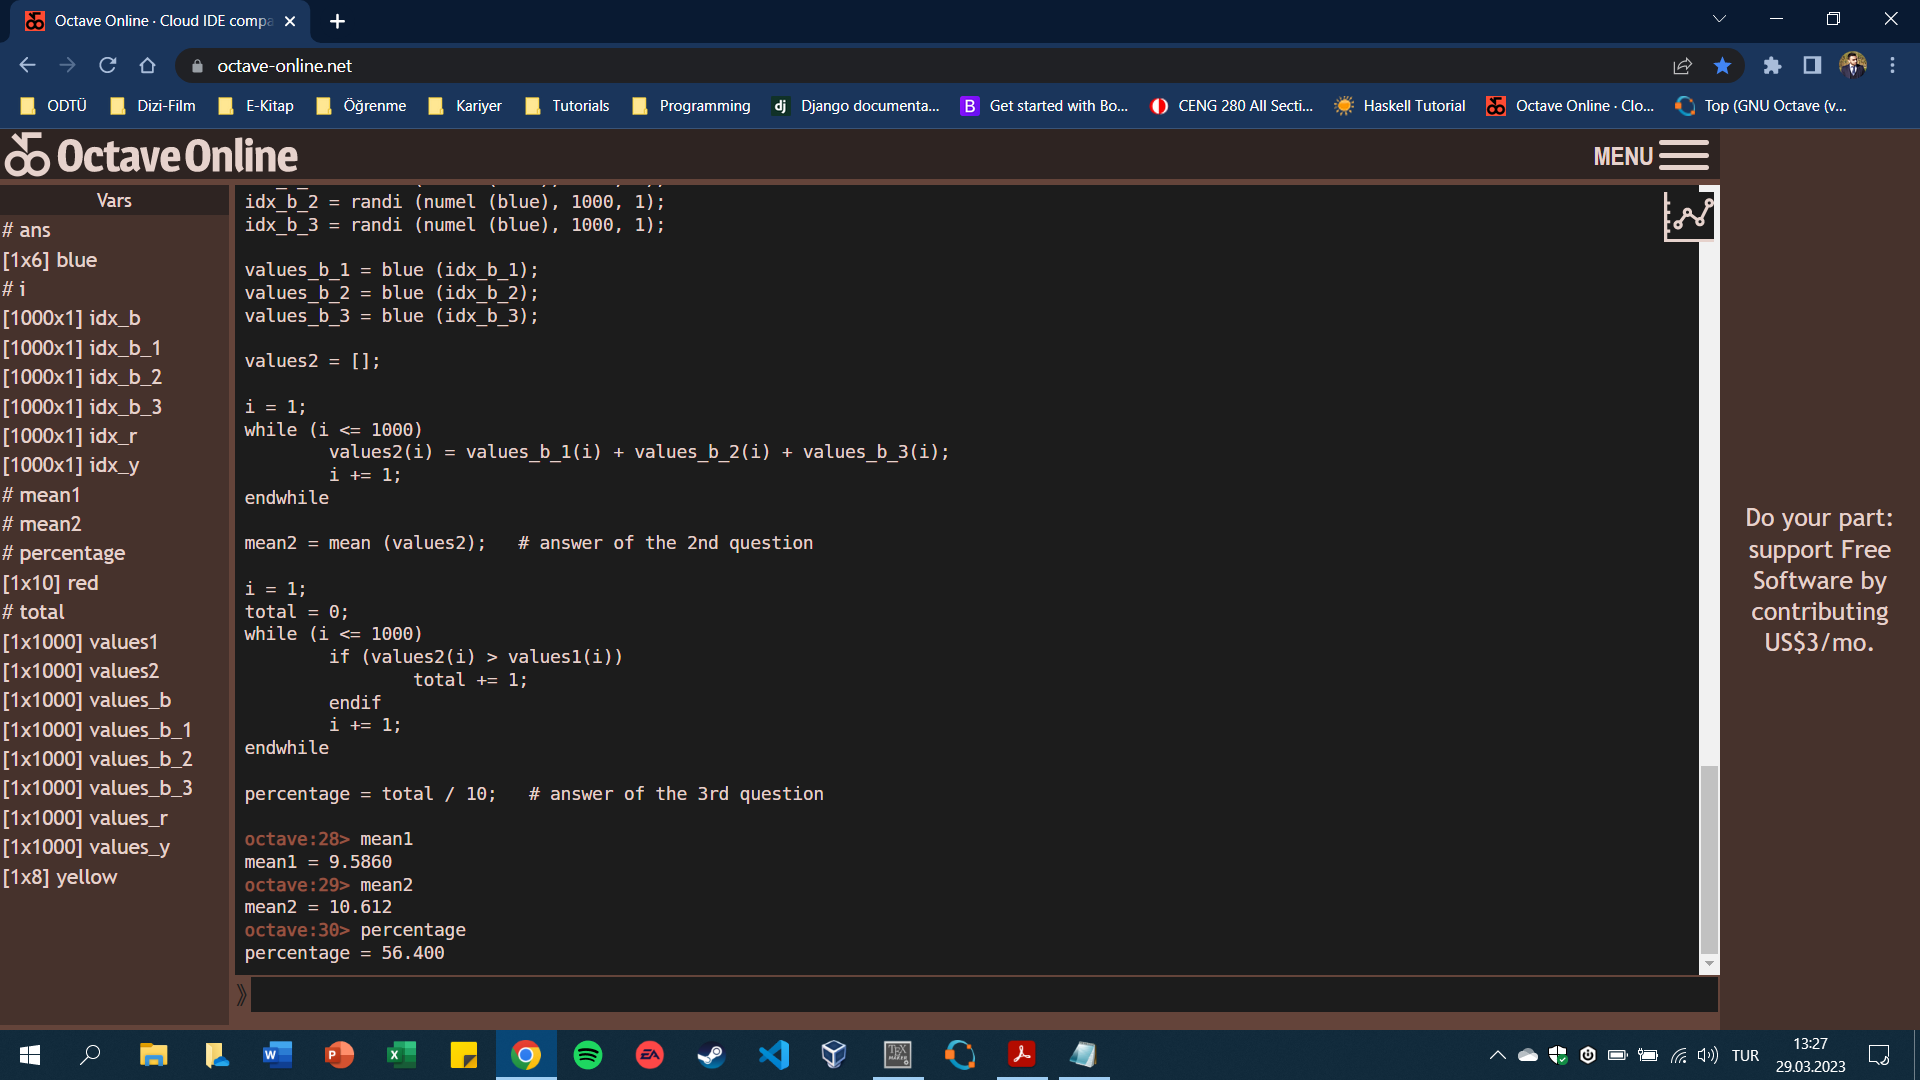 Octave Online · Cloud IDE compa
octave-online.net
ODTÜ
Dizi-Film
E-Kitap
Öğrenme
Kariyer
Tutorials
Programming
dj Django documenta...
B Get started with Bo...
CENG 280 All Secti...
Haskell Tutorial
Octave Online · Clo...
Top (GNU Octave (v...
Octave Online
MENU
Vars
# ans
[1x6] blue
# i
[1000x1] idx_b
[1000x1] idx_b_1
[1000x1] idx_b_2
[1000x1] idx_b_3
[1000x1] idx_r
[1000x1] idx_y
# mean1
# mean2
# percentage
[1x10] red
# total
[1x1000] values1
[1x1000] values2
[1x1000] values_b
[1x1000] values_b_1
[1x1000] values_b_2
[1x1000] values_b_3
[1x1000] values_r
[1x1000] values_y
[1x8] yellow
idx_b_2 = randi (numel (blue), 1000, 1);
idx_b_3 = randi (numel (blue), 1000, 1);
values_b_1 = blue (idx_b_1);
values_b_2 = blue (idx_b_2);
values_b_3 = blue (idx_b_3);
values2 = [];
i = 1;
while (i <= 1000)
values2(i) = values_b_1(i) + values_b_2(i) + values_b_3(i);
i += 1;
endwhile
mean2 = mean (values2);   # answer of the 2nd question
i = 1;
total = 0;
while (i <= 1000)
if (values2(i) > values1(i))
total += 1;
endif
i += 1;
endwhile
percentage = total / 10;   # answer of the 3rd question
octave:28> mean1
mean1 = 9.5860
octave:29> mean2
mean2 = 10.612
octave:30> percentage
percentage = 56.400
Do your part:
support Free
Software by
contributing
US$3/mo.
TUR
13:27
29.03.2023